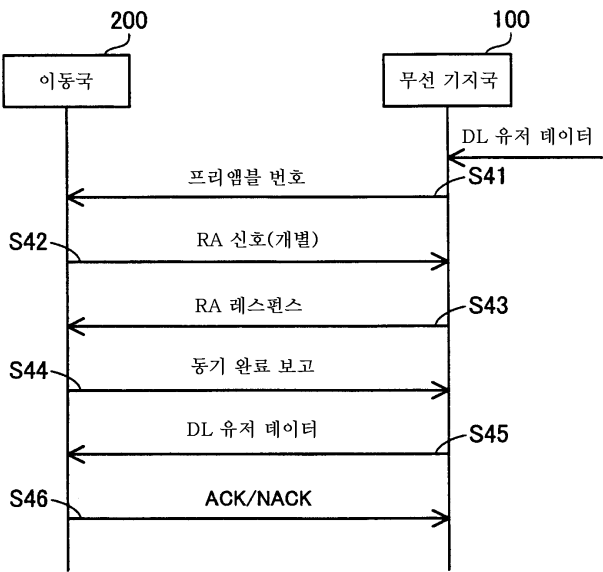 200
100
이동국
무선 기지국
DL 유저 데이터
프리앰블 번호
S41
S42
RA 신호(개별)
RA 레스펀스
S43
S44
동기 완료 보고
DL 유저 데이터
S45
S46
ACK/NACK